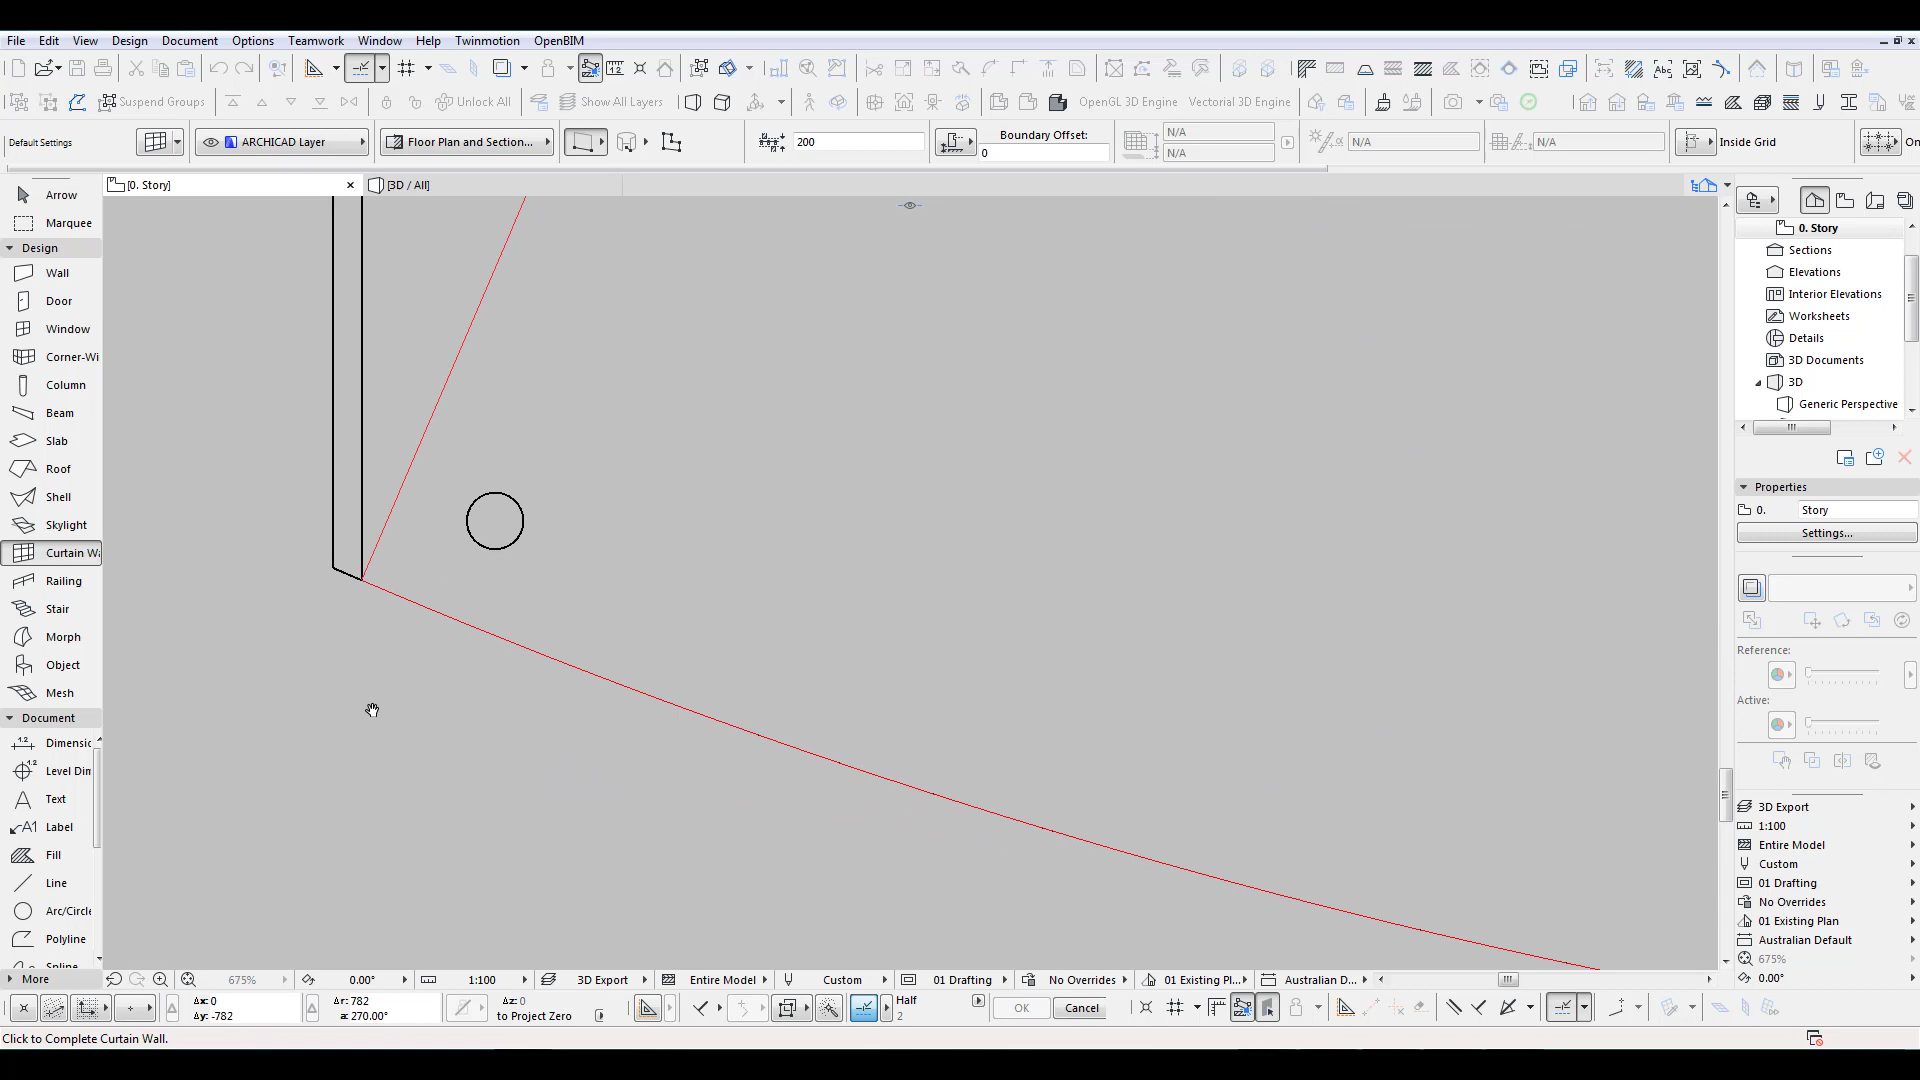 File Edit View Design Document Options Teamwork Window Help Twinmotion OpenBIM
Suspend Groups Unlock All Show All Layers OpenGL 3D Engine Vectorial 3D Engine
Default Settings ARCHICAD Layer Floor Plan and Section... 200 Boundary Offset: 0 N/A N/A N/A N/A Inside Grid On
[0. Story] [3D / All]
Arrow
Marquee
Design
Wall
Door
Window
Corner-Wi
Column
Beam
Slab
Roof
Shell
Skylight
Curtain Wa
Railing
Stair
Morph
Object
Mesh
Document
1.2 Dimensic
1.2 Level Dim
Text
A1 Label
Fill
Line
Arc/Circle
Polyline
Spline
More
0. Story
Sections
Elevations
Interior Elevations
Worksheets
Details
3D Documents
3D
Generic Perspective
Properties
0. Story
Settings...
Reference:
Active:
3D Export
1:100
Entire Model
Custom
01 Drafting
No Overrides
01 Existing Plan
Australian Default
675%
0.00°
675% 0.00° 1:100 3D Export Entire Model Custom 01 Drafting No Overrides 01 Existing Pl... Australian D...
Δx: 0 Δr: 782 Δz: 0 Half OK Cancel
Δy: -782 a: 270.00° to Project Zero 2
Click to Complete Curtain Wall.